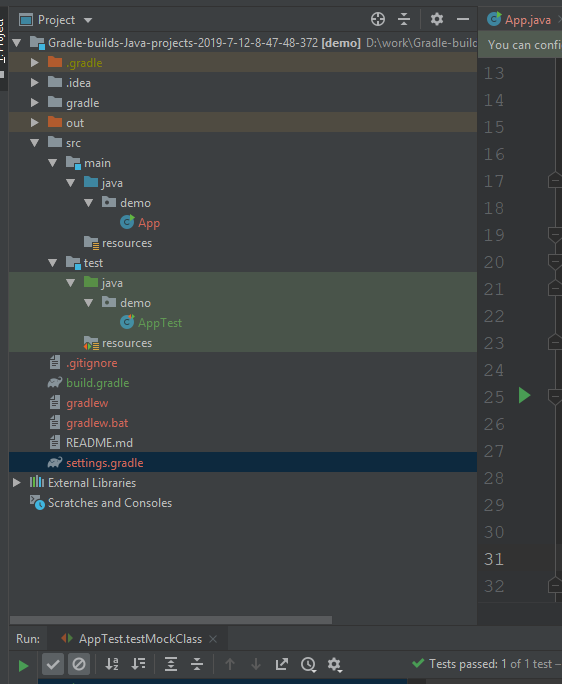 Project
App.java
Gradle-builds-Java-projects-2019-7-12-8-47-48-372 [demo] D:\work\Gradle-builc
You can confi
.gradle
.idea
gradle
out
src
main
java
demo
App
resources
test
java
demo
AppTest
resources
.gitignore
build.gradle
gradlew
gradlew.bat
README.md
settings.gradle
External Libraries
Scratches and Consoles
13
14
15
16
17
18
19
20
21
22
23
24
25
26
27
28
29
30
31
32
Run: AppTest.testMockClass
Tests passed: 1 of 1 test –